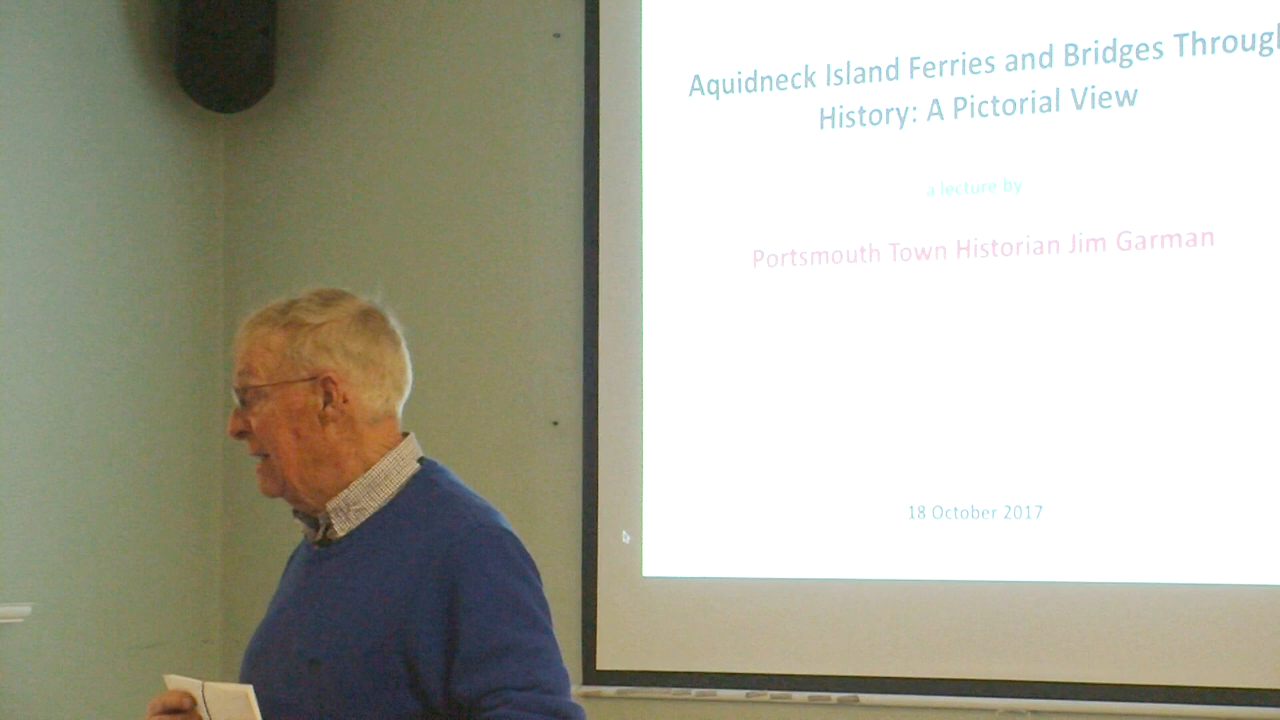 Aquidneck Island Ferries and Bridges Through
History: A Pictorial View
a lecture by
Portsmouth Town Historian Jim Garman
18 October 2017